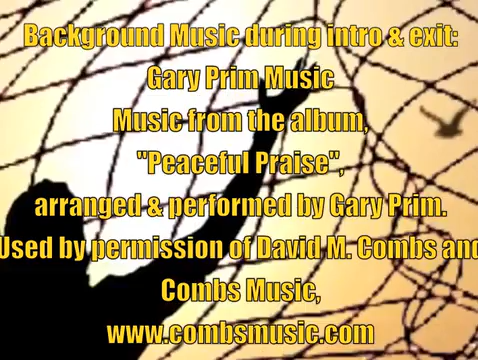 Background Music during intro & exit:
Gary Prim Music
Music from the album,
"Peaceful Praise",
arranged & performed by Gary Prim.
Used by permission of David M. Combs and
Combs Music,
www.combsmusic.com